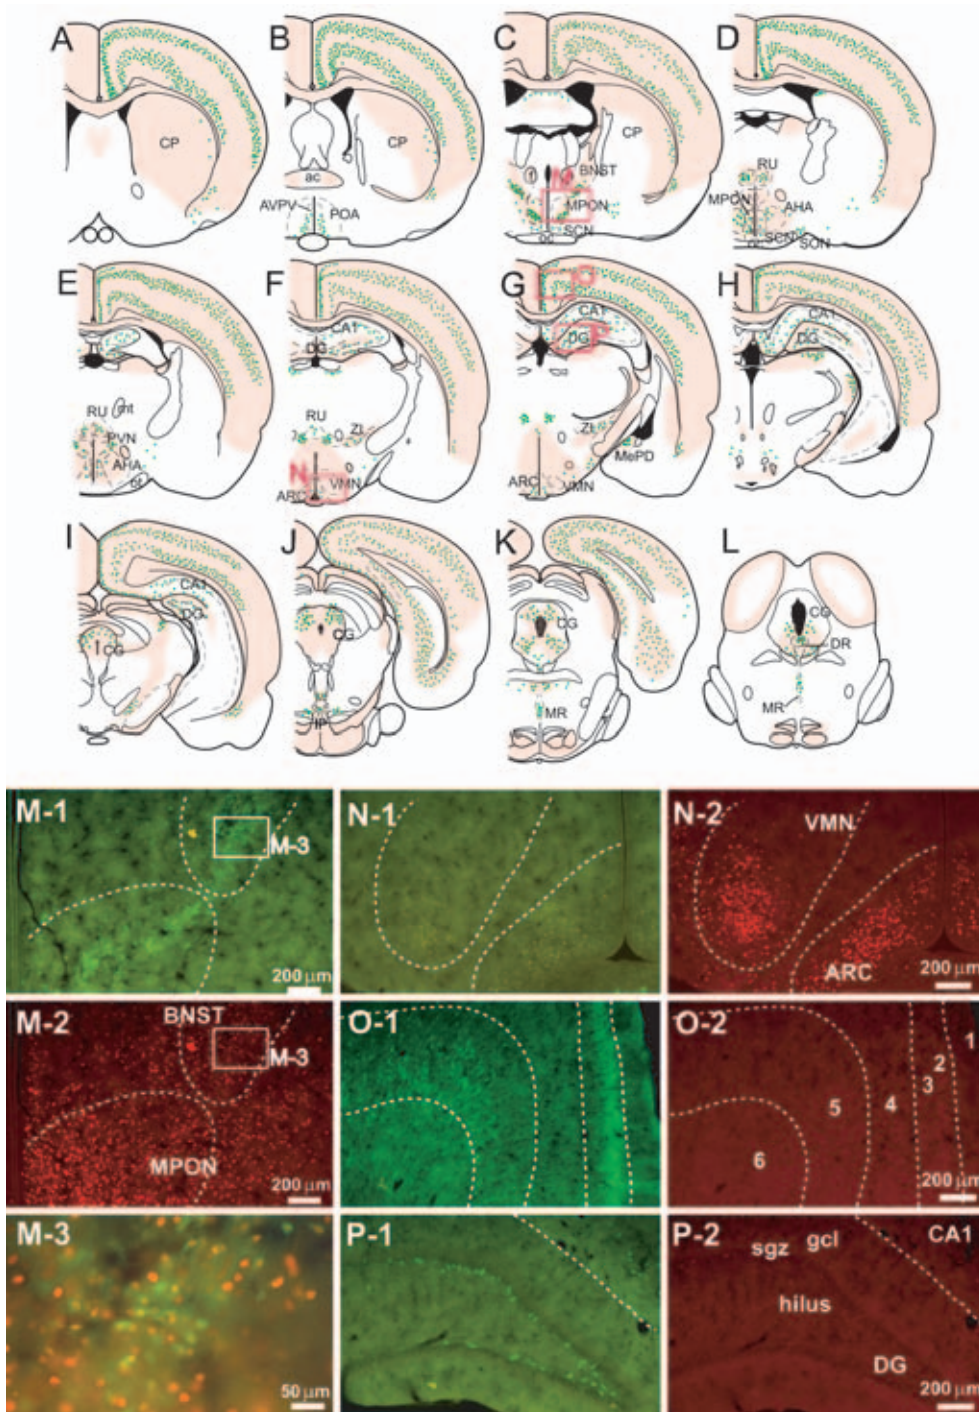 A
B
C
D
CP
CP
CP
ac
f
BNST
M
AVPV
POA
MPON
SCN
oc
RU
MPON
AHA
SCN
SON
E
F
G
H
O
CA1
DG
CA1
DG
P
CA1
DG
RU
mt
PVN
AHA
ot
RU
ZI
N
VMN
ARC
ZI
MePD
ARC
VMN
I
J
K
L
CA1
DG
CG
CG
IP
CG
MR
CG
DR
MR
M-1
M-3
200 µm
N-1
N-2
VMN
ARC
200 µm
M-2
BNST
M-3
MPON
200 µm
O-1
O-2
1
2
3
4
5
6
200 µm
M-3
50 µm
P-1
P-2
sgz
gcl
CA1
hilus
DG
200 µm